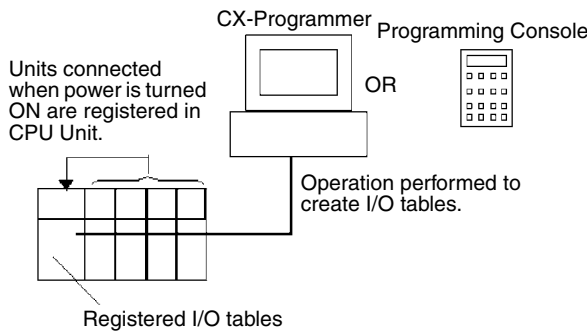 CX-Programmer
Programming Console
OR
Units connected
when power is turned
ON are registered in
CPU Unit.
Operation performed to
create I/O tables.
Registered I/O tables